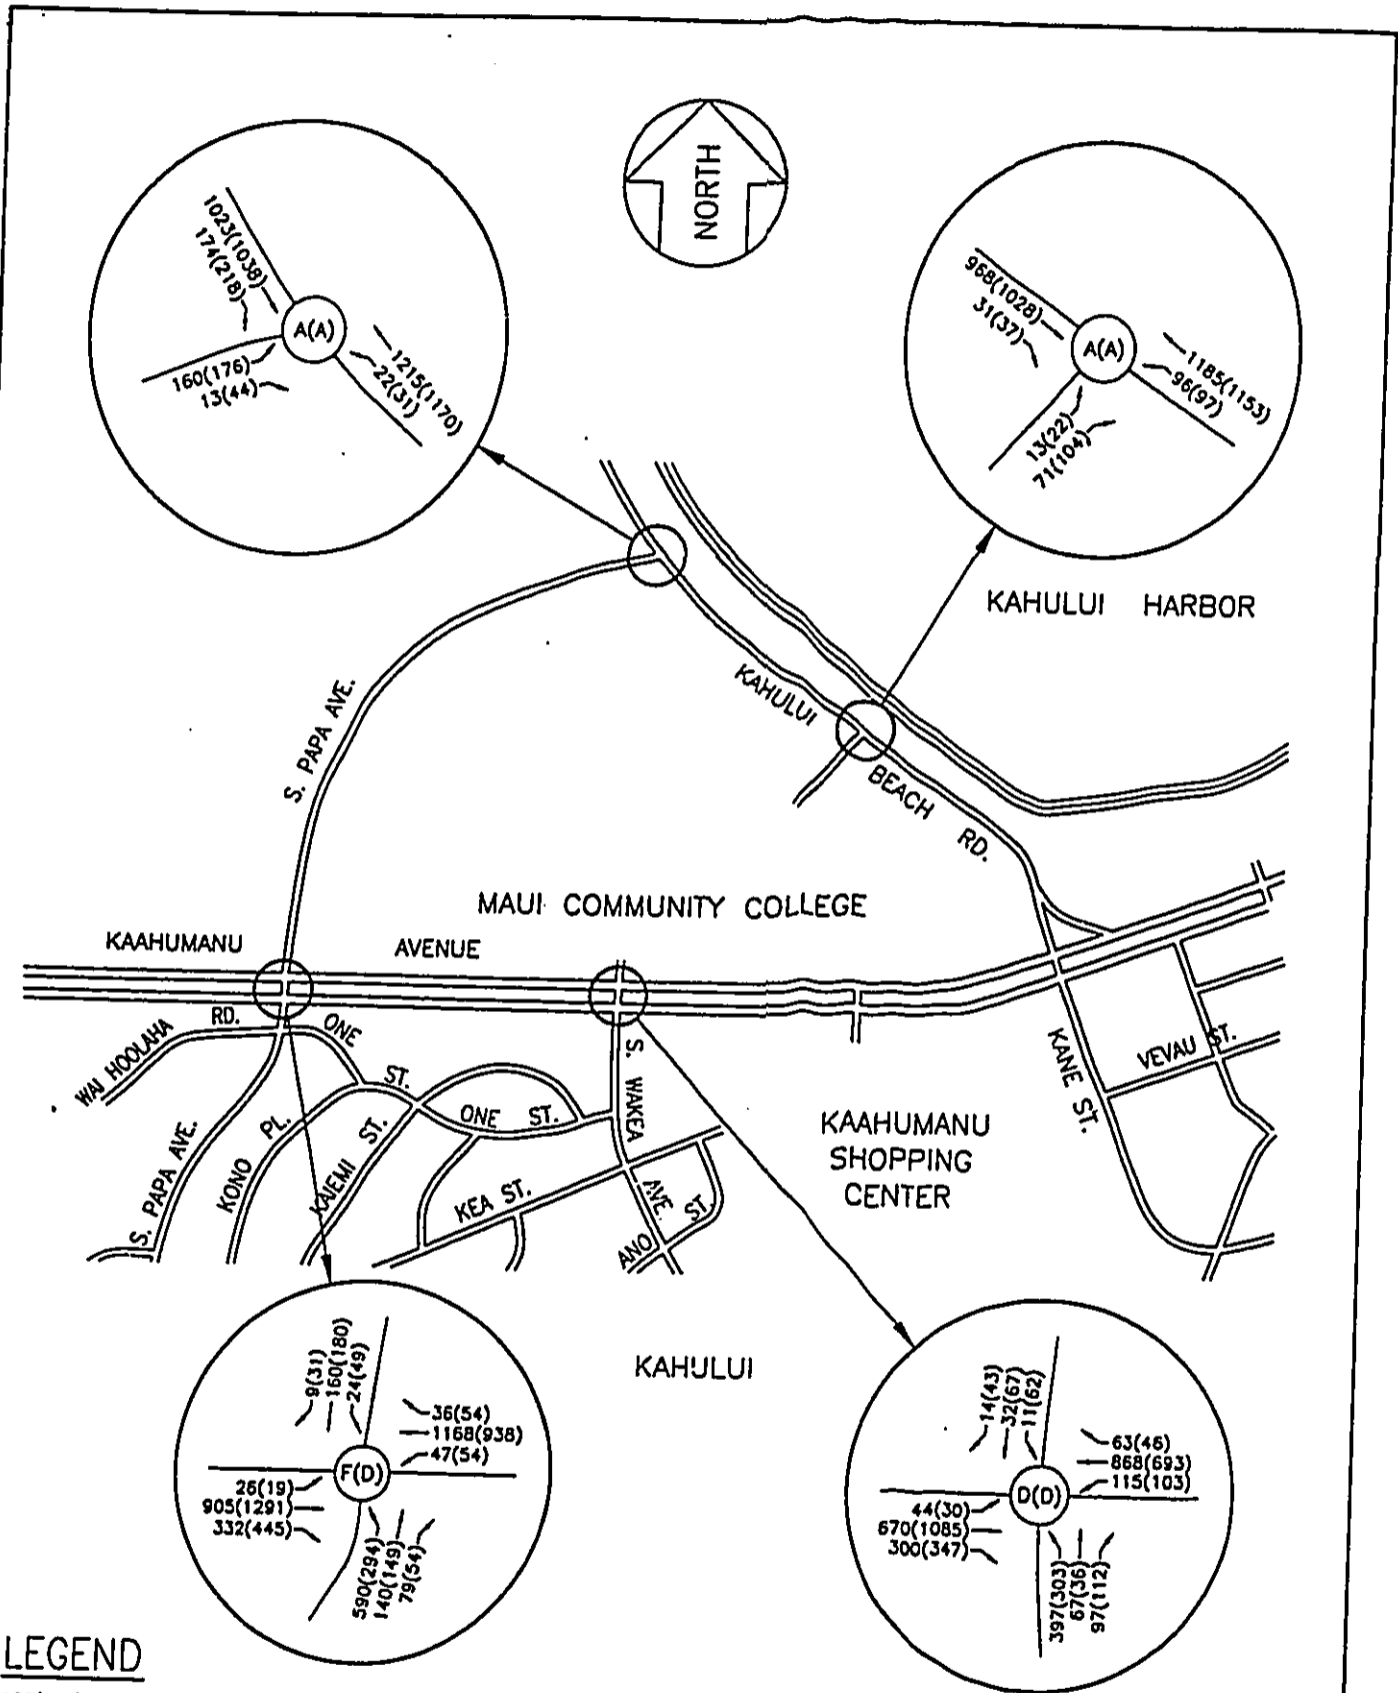 NORTH
1023(1038)
174(218)
A(A)
160(176)
13(44)
1215(1170)
22(31)
968(1028)
31(37)
A(A)
1185(1153)
96(97)
13(22)
71(104)
KAHULUI HARBOR
S. PAPA AVE.
KAHULUI
BEACH RD.
MAUI COMMUNITY COLLEGE
KAAHUMANU AVENUE
WAI HOOLAHA RD.
ONE ST.
S. PAPA AVE.
KONO PL.
KAIEMI ST.
ONE ST.
KEA ST.
S. WAKEA AVE.
ANO ST.
KANE ST.
VEVAU ST.
KAAHUMANU
SHOPPING
CENTER
KAHULUI
9(31)
160(180)
24(49)
36(54)
1168(938)
47(54)
F(D)
26(19)
905(1291)
332(445)
590(294)
140(149)
79(54)
14(43)
32(67)
11(62)
63(46)
868(693)
115(103)
D(D)
44(30)
670(1085)
300(347)
397(303)
67(36)
97(112)
LEGEND